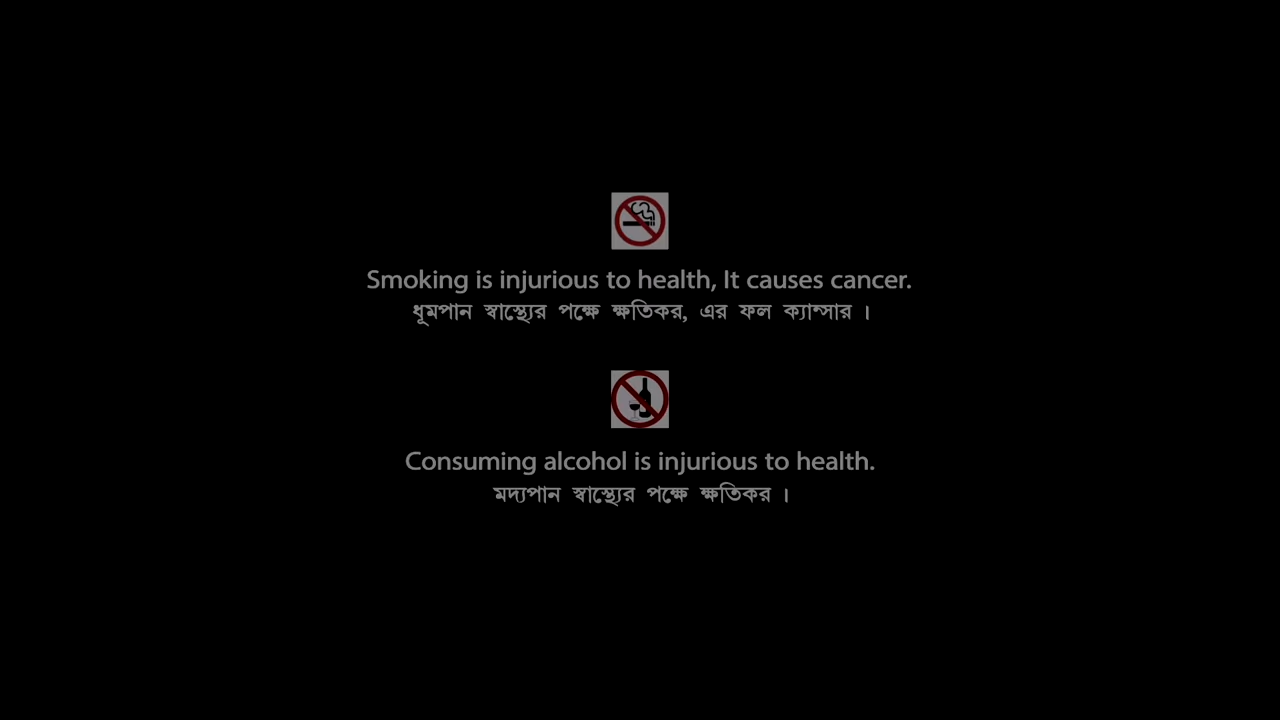 Smoking is injurious to health, It causes cancer.
ধূমপান স্বাস্থ্যের পক্ষে ক্ষতিকর, এর ফল ক্যান্সার ।
Consuming alcohol is injurious to health.
মদ্যপান স্বাস্থ্যের পক্ষে ক্ষতিকর ।